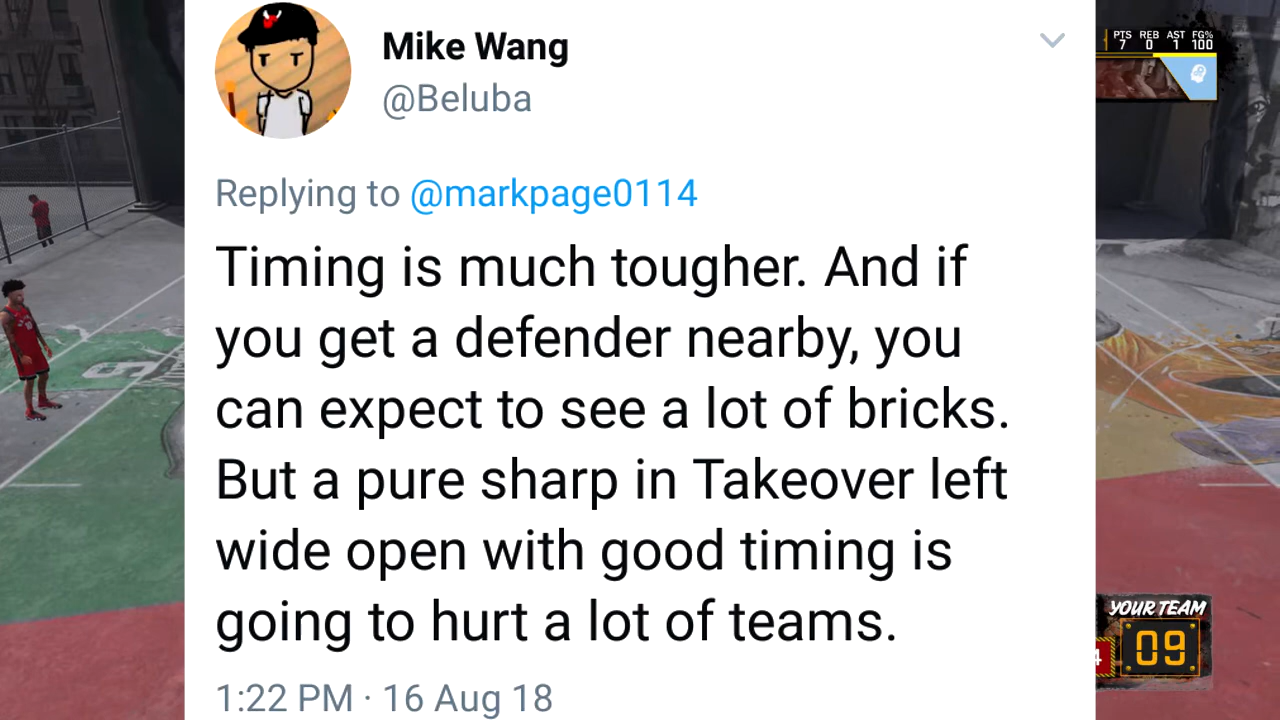 Mike Wang
@Beluba
PTS REB AST FG%
7 0 1 100
Replying to @markpage0114
Timing is much tougher. And if
you get a defender nearby, you
can expect to see a lot of bricks.
But a pure sharp in Takeover left
wide open with good timing is
going to hurt a lot of teams.
YOUR TEAM
4 09
1:22 PM · 16 Aug 18